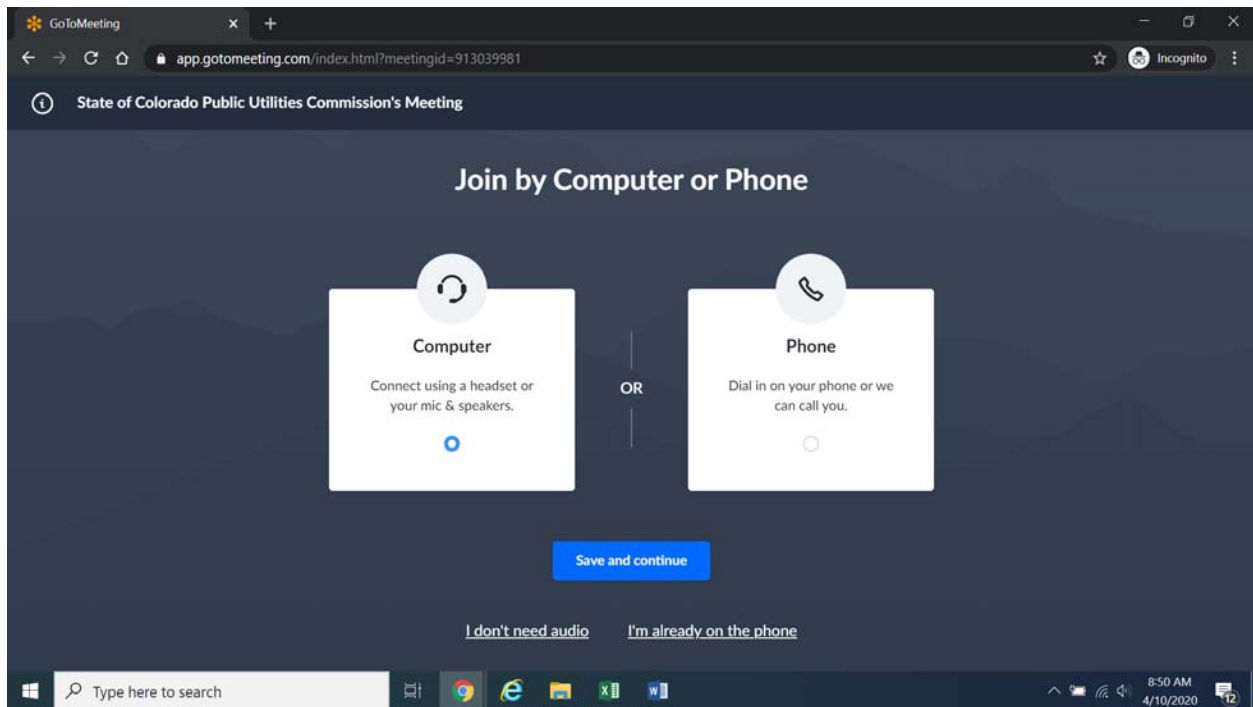 GoToMeeting
app.gotomeeting.com/index.html?meetingid=913039981
Incognito
State of Colorado Public Utilities Commission's Meeting
Join by Computer or Phone
Computer
Connect using a headset or
your mic & speakers.
OR
Phone
Dial in on your phone or we
can call you.
Save and continue
I don't need audio
I'm already on the phone
Type here to search
8:50 AM
4/10/2020
12